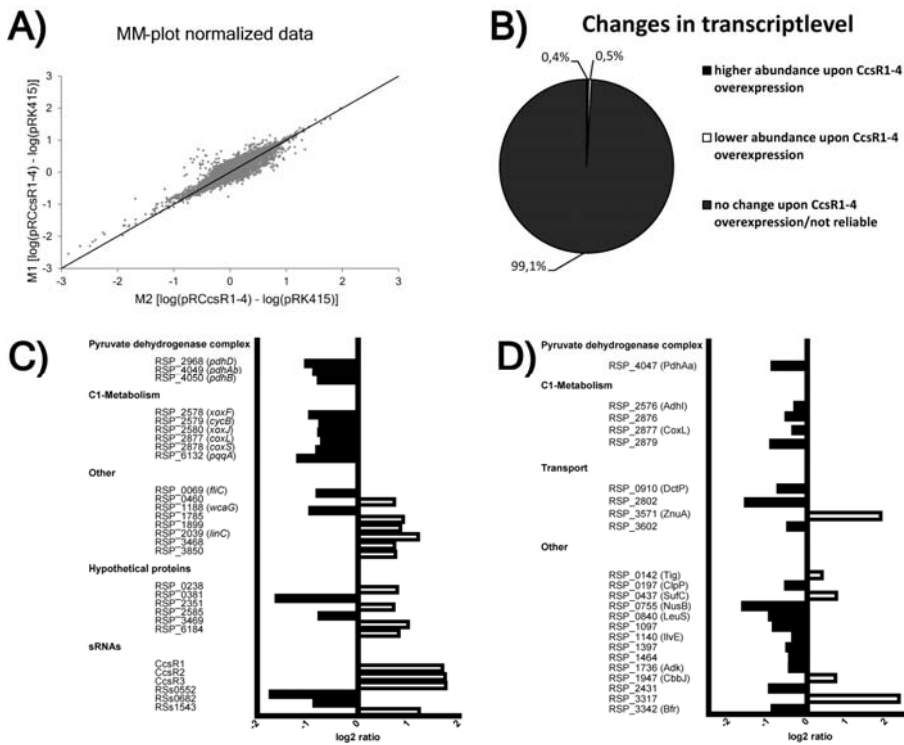 A)
MM-plot normalized data
M1 [log(pRCcsR1-4) - log(pRK415)]
3
2
1
0
-1
-2
-3
-3
-1
1
3
M2 [log(pRCcsR1-4) - log(pRK415)]
B)
Changes in transcriptlevel
0,4%
0,5%
99,1%
higher abundance upon CcsR1-4
overexpression
lower abundance upon CcsR1-4
overexpression
no change upon CcsR1-4
overexpression/not reliable
C)
Pyruvate dehydrogenase complex
RSP_2968 (pdhD)
RSP_4049 (pdhAb)
RSP_4050 (pdhB)
C1-Metabolism
RSP_2578 (xoxF)
RSP_2579 (cycB)
RSP_2580 (xoxJ)
RSP_2877 (coxL)
RSP_2878 (coxS)
RSP_6132 (pqqA)
Other
RSP_0069 (fliC)
RSP_0460
RSP_1188 (wcaG)
RSP_1785
RSP_1899
RSP_2039 (linC)
RSP_3468
RSP_3850
Hypothetical proteins
RSP_0238
RSP_0381
RSP_2351
RSP_2585
RSP_3469
RSP_6184
sRNAs
CcsR1
CcsR2
CcsR3
RSs0552
RSs0682
RSs1543
-2
-1
0
1
2
log2 ratio
D)
Pyruvate dehydrogenase complex
RSP_4047 (PdhAa)
C1-Metabolism
RSP_2576 (AdhI)
RSP_2876
RSP_2877 (CoxL)
RSP_2879
Transport
RSP_0910 (DctP)
RSP_2802
RSP_3571 (ZnuA)
RSP_3602
Other
RSP_0142 (Tig)
RSP_0197 (ClpP)
RSP_0437 (SufC)
RSP_0755 (NusB)
RSP_0840 (LeuS)
RSP_1097
RSP_1140 (IlvE)
RSP_1397
RSP_1464
RSP_1736 (Adk)
RSP_1947 (CbbJ)
RSP_2431
RSP_3317
RSP_3342 (Bfr)
-2
-1
0
1
2
log2 ratio